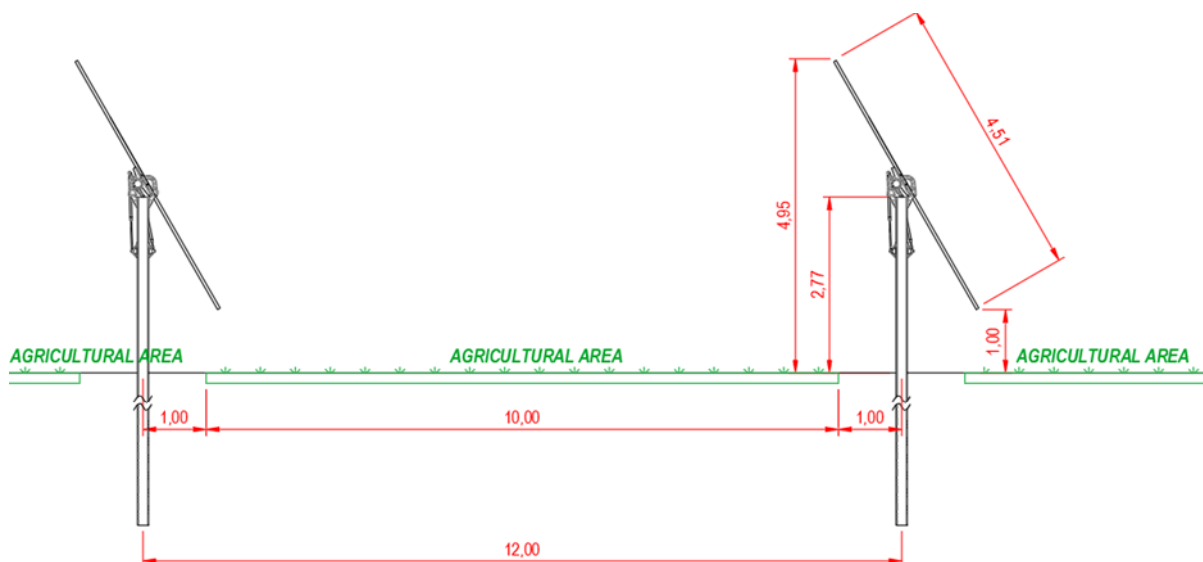 4,51
4,95
2,77
1,00
AGRICULTURAL AREA
AGRICULTURAL AREA
AGRICULTURAL AREA
1,00
10,00
1,00
12,00